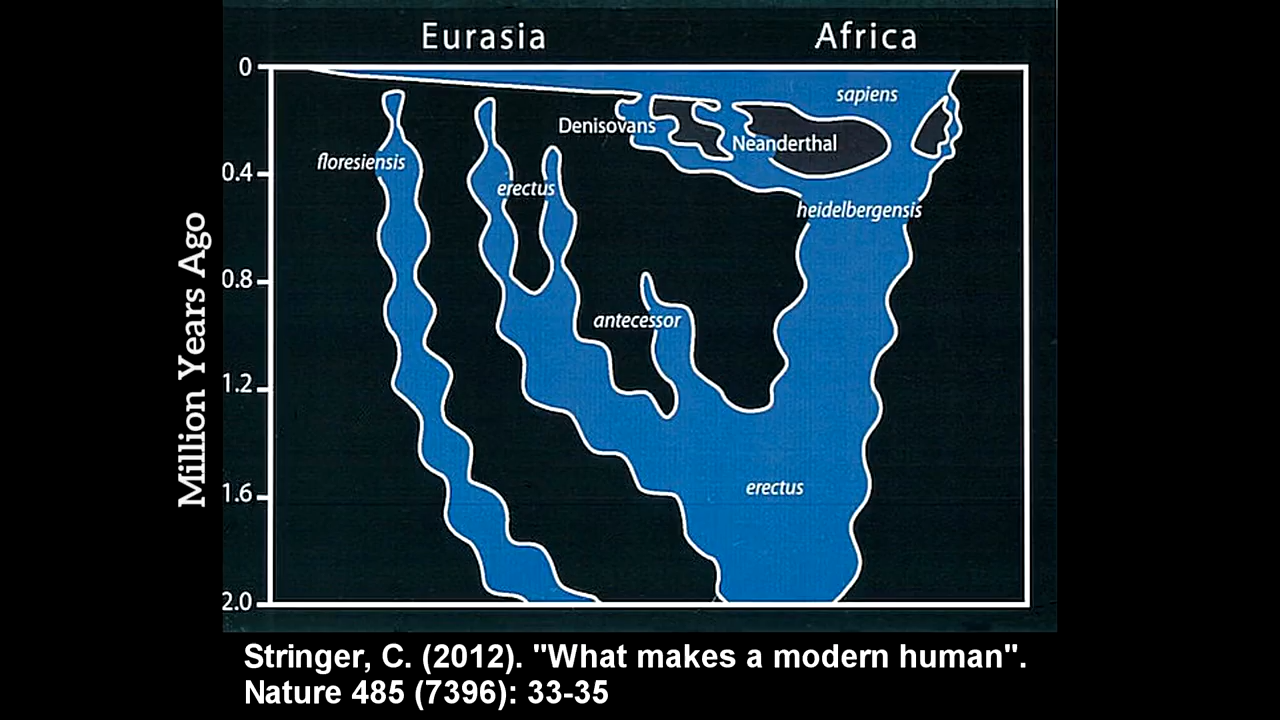 Eurasia Africa
0
sapiens
Denisovans
Neanderthal
floresiensis
0.4
erectus
heidelbergensis
0.8
antecessor
1.2
erectus
1.6
2.0
Million Years Ago
Stringer, C. (2012). "What makes a modern human".
Nature 485 (7396): 33-35